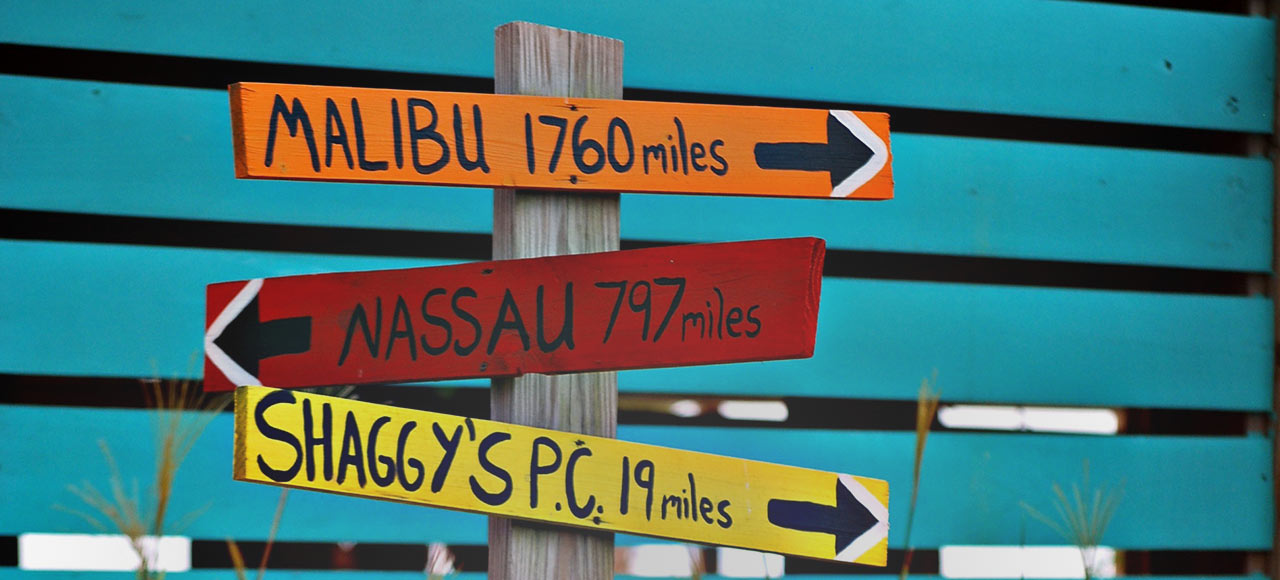 MALIBU 1760 miles
NASSAU 797 miles
SHAGGY'S P.C. 19 miles